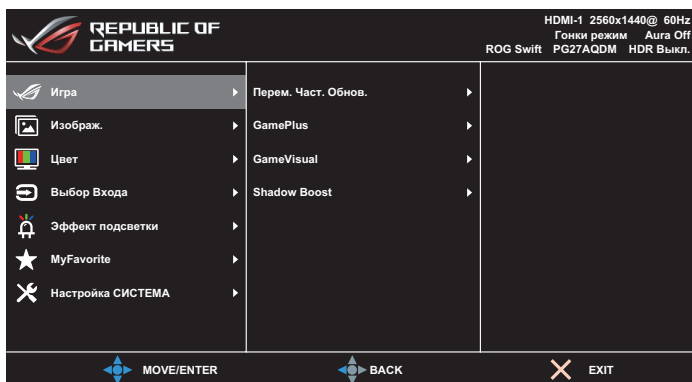 REPUBLIC OF
GAMERS
HDMI-1 2560x1440@ 60Hz
Гонки режим Aura Off
ROG Swift PG27AQDM HDR Выкл.
Игра
Изображ.
Цвет
Выбор Входа
Эффект подсветки
MyFavorite
Настройка СИСТЕМА
Перем. Част. Обнов.
GamePlus
GameVisual
Shadow Boost
MOVE/ENTER
BACK
EXIT